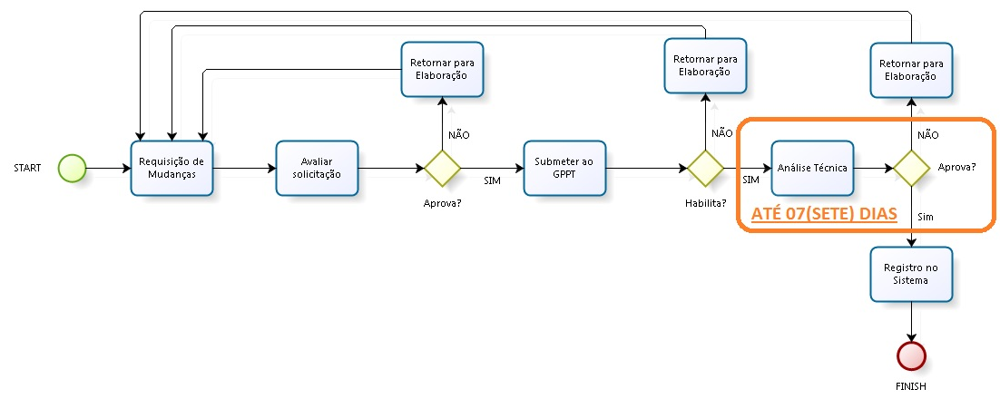 Retornar para
Elaboração
Retornar para
Elaboração
Retornar para
Elaboração
NÃO
NÃO
NÃO
START
Requisição de
Mudanças
Avaliar
solicitação
Aprova?
SIM
Submeter ao
GPPT
Habilita?
SIM
Análise Técnica
Aprova?
ATÉ 07(SETE) DIAS
Sim
Registro no
Sistema
FINISH